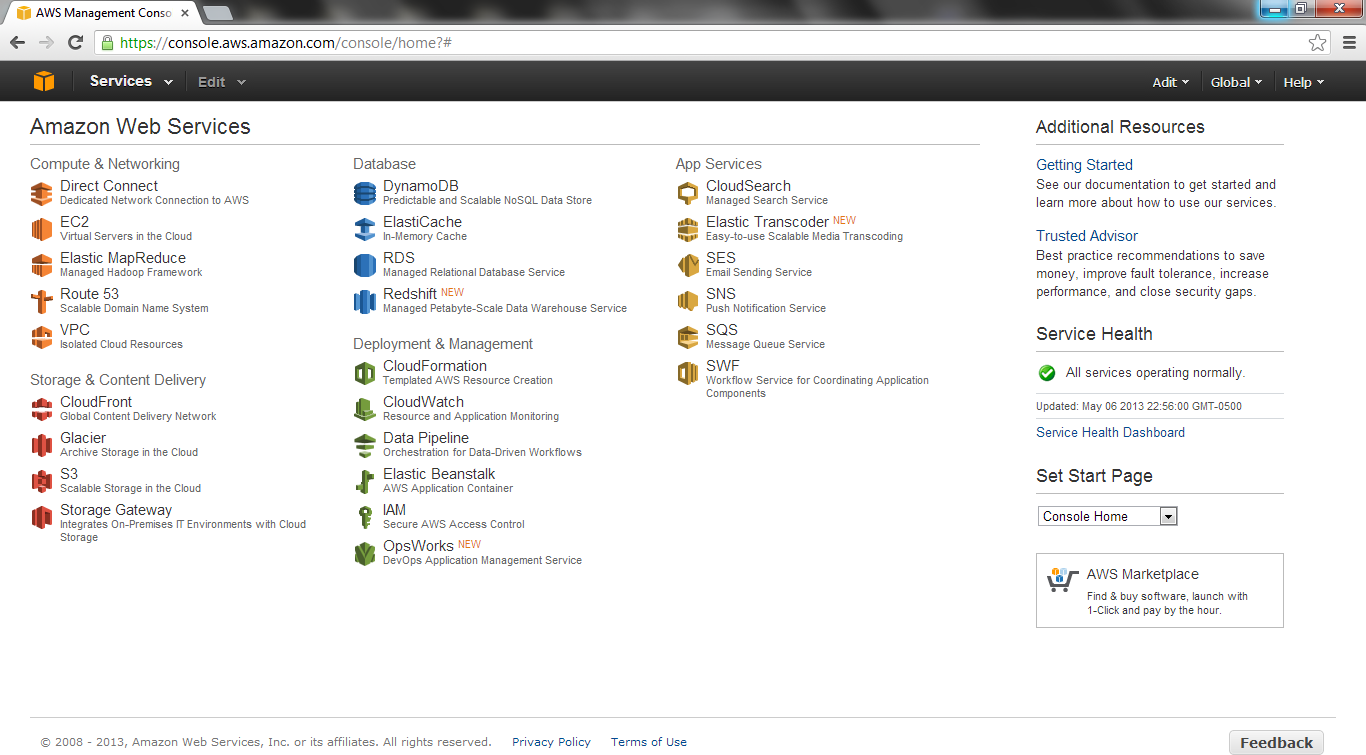 AWS Management Conso
https://console.aws.amazon.com/console/home?#
Services
Edit
Adit
Global
Help
Amazon Web Services
Compute & Networking
Direct Connect
Dedicated Network Connection to AWS
EC2
Virtual Servers in the Cloud
Elastic MapReduce
Managed Hadoop Framework
Route 53
Scalable Domain Name System
VPC
Isolated Cloud Resources
Storage & Content Delivery
CloudFront
Global Content Delivery Network
Glacier
Archive Storage in the Cloud
S3
Scalable Storage in the Cloud
Storage Gateway
Integrates On-Premises IT Environments with Cloud
Storage
Database
DynamoDB
Predictable and Scalable NoSQL Data Store
ElastiCache
In-Memory Cache
RDS
Managed Relational Database Service
Redshift NEW
Managed Petabyte-Scale Data Warehouse Service
Deployment & Management
CloudFormation
Templated AWS Resource Creation
CloudWatch
Resource and Application Monitoring
Data Pipeline
Orchestration for Data-Driven Workflows
Elastic Beanstalk
AWS Application Container
IAM
Secure AWS Access Control
OpsWorks NEW
DevOps Application Management Service
App Services
CloudSearch
Managed Search Service
Elastic Transcoder NEW
Easy-to-use Scalable Media Transcoding
SES
Email Sending Service
SNS
Push Notification Service
SQS
Message Queue Service
SWF
Workflow Service for Coordinating Application
Components
Additional Resources
Getting Started
See our documentation to get started and
learn more about how to use our services.
Trusted Advisor
Best practice recommendations to save
money, improve fault tolerance, increase
performance, and close security gaps.
Service Health
All services operating normally.
Updated: May 06 2013 22:56:00 GMT-0500
Service Health Dashboard
Set Start Page
Console Home
AWS Marketplace
Find & buy software, launch with
1-Click and pay by the hour.
© 2008 - 2013, Amazon Web Services, Inc. or its affiliates. All rights reserved.
Privacy Policy
Terms of Use
Feedback